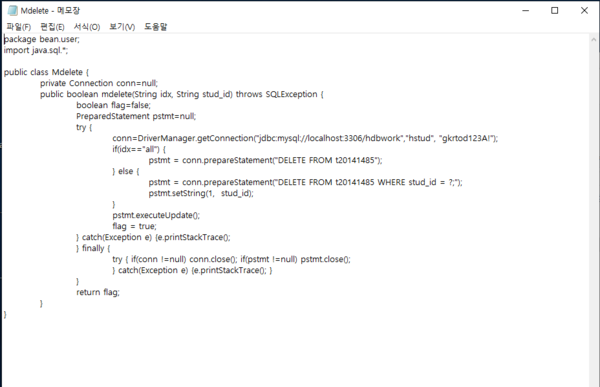 Mdelete - 메모장
파일(F) 편집(E) 서식(O) 보기(V) 도움말
package bean.user;
import java.sql.*;
public class Mdelete {
private Connection conn=null;
public boolean mdelete(String idx, String stud_id) throws SQLException {
boolean flag=false;
PreparedStatement pstmt=null;
try {
conn=DriverManager.getConnection("jdbc:mysql://localhost:3306/hdbwork","hstud", "gkrtod123A!");
if(idx=="all") {
pstmt = conn.prepareStatement("DELETE FROM t20141485");
} else {
pstmt = conn.prepareStatement("DELETE FROM t20141485 WHERE stud_id = ?;");
pstmt.setString(1, stud_id);
}
pstmt.executeUpdate();
flag = true;
} catch(Exception e) {e.printStackTrace();
} finally {
try { if(conn !=null) conn.close(); if(pstmt !=null) pstmt.close();
} catch(Exception e) {e.printStackTrace(); }
}
return flag;
}
}